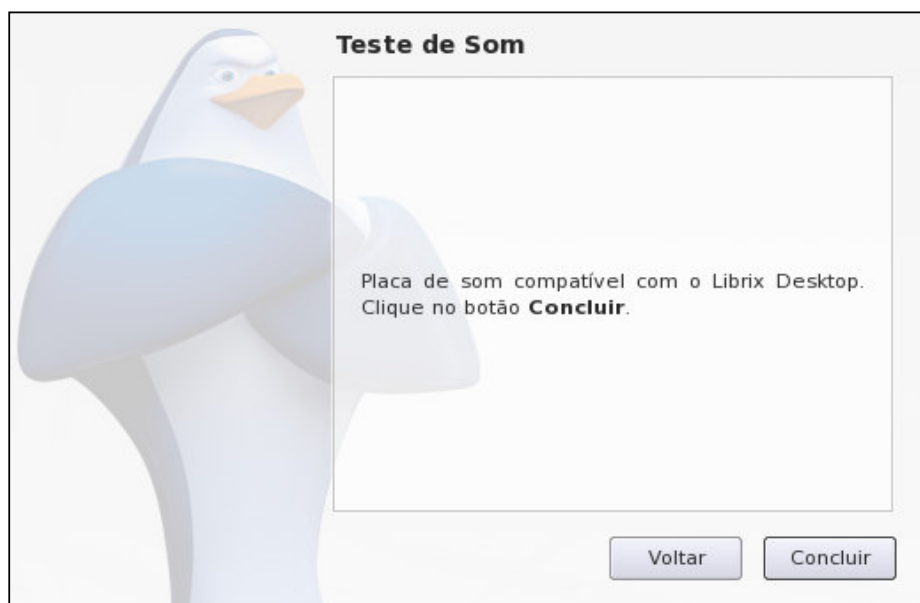 Teste de Som
Placa de som compatível com o Librix Desktop.
Clique no botão Concluir.
Voltar
Concluir